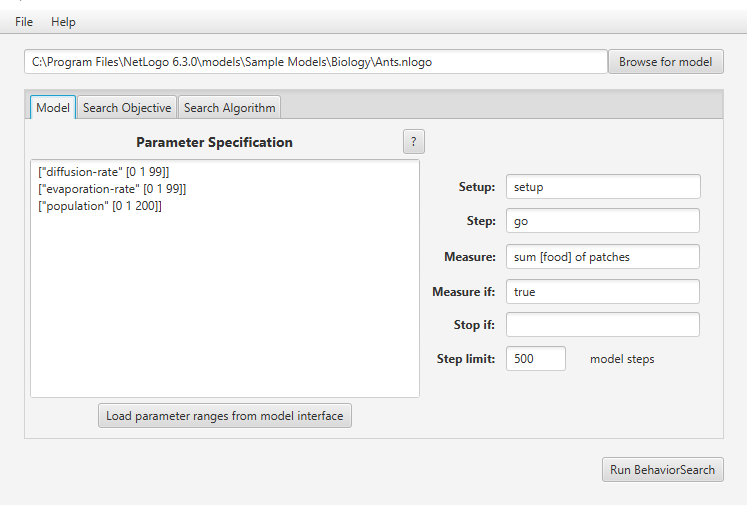 File Help
C:\Program Files\NetLogo 6.3.0\models\Sample Models\Biology\Ants.nlogo Browse for model
Model Search Objective Search Algorithm
Parameter Specification ?
["diffusion-rate" [0 1 99]]
["evaporation-rate" [0 1 99]]
["population" [0 1 200]]
Load parameter ranges from model interface
Setup: setup
Step: go
Measure: sum [food] of patches
Measure if: true
Stop if:
Step limit: 500 model steps
Run BehaviorSearch